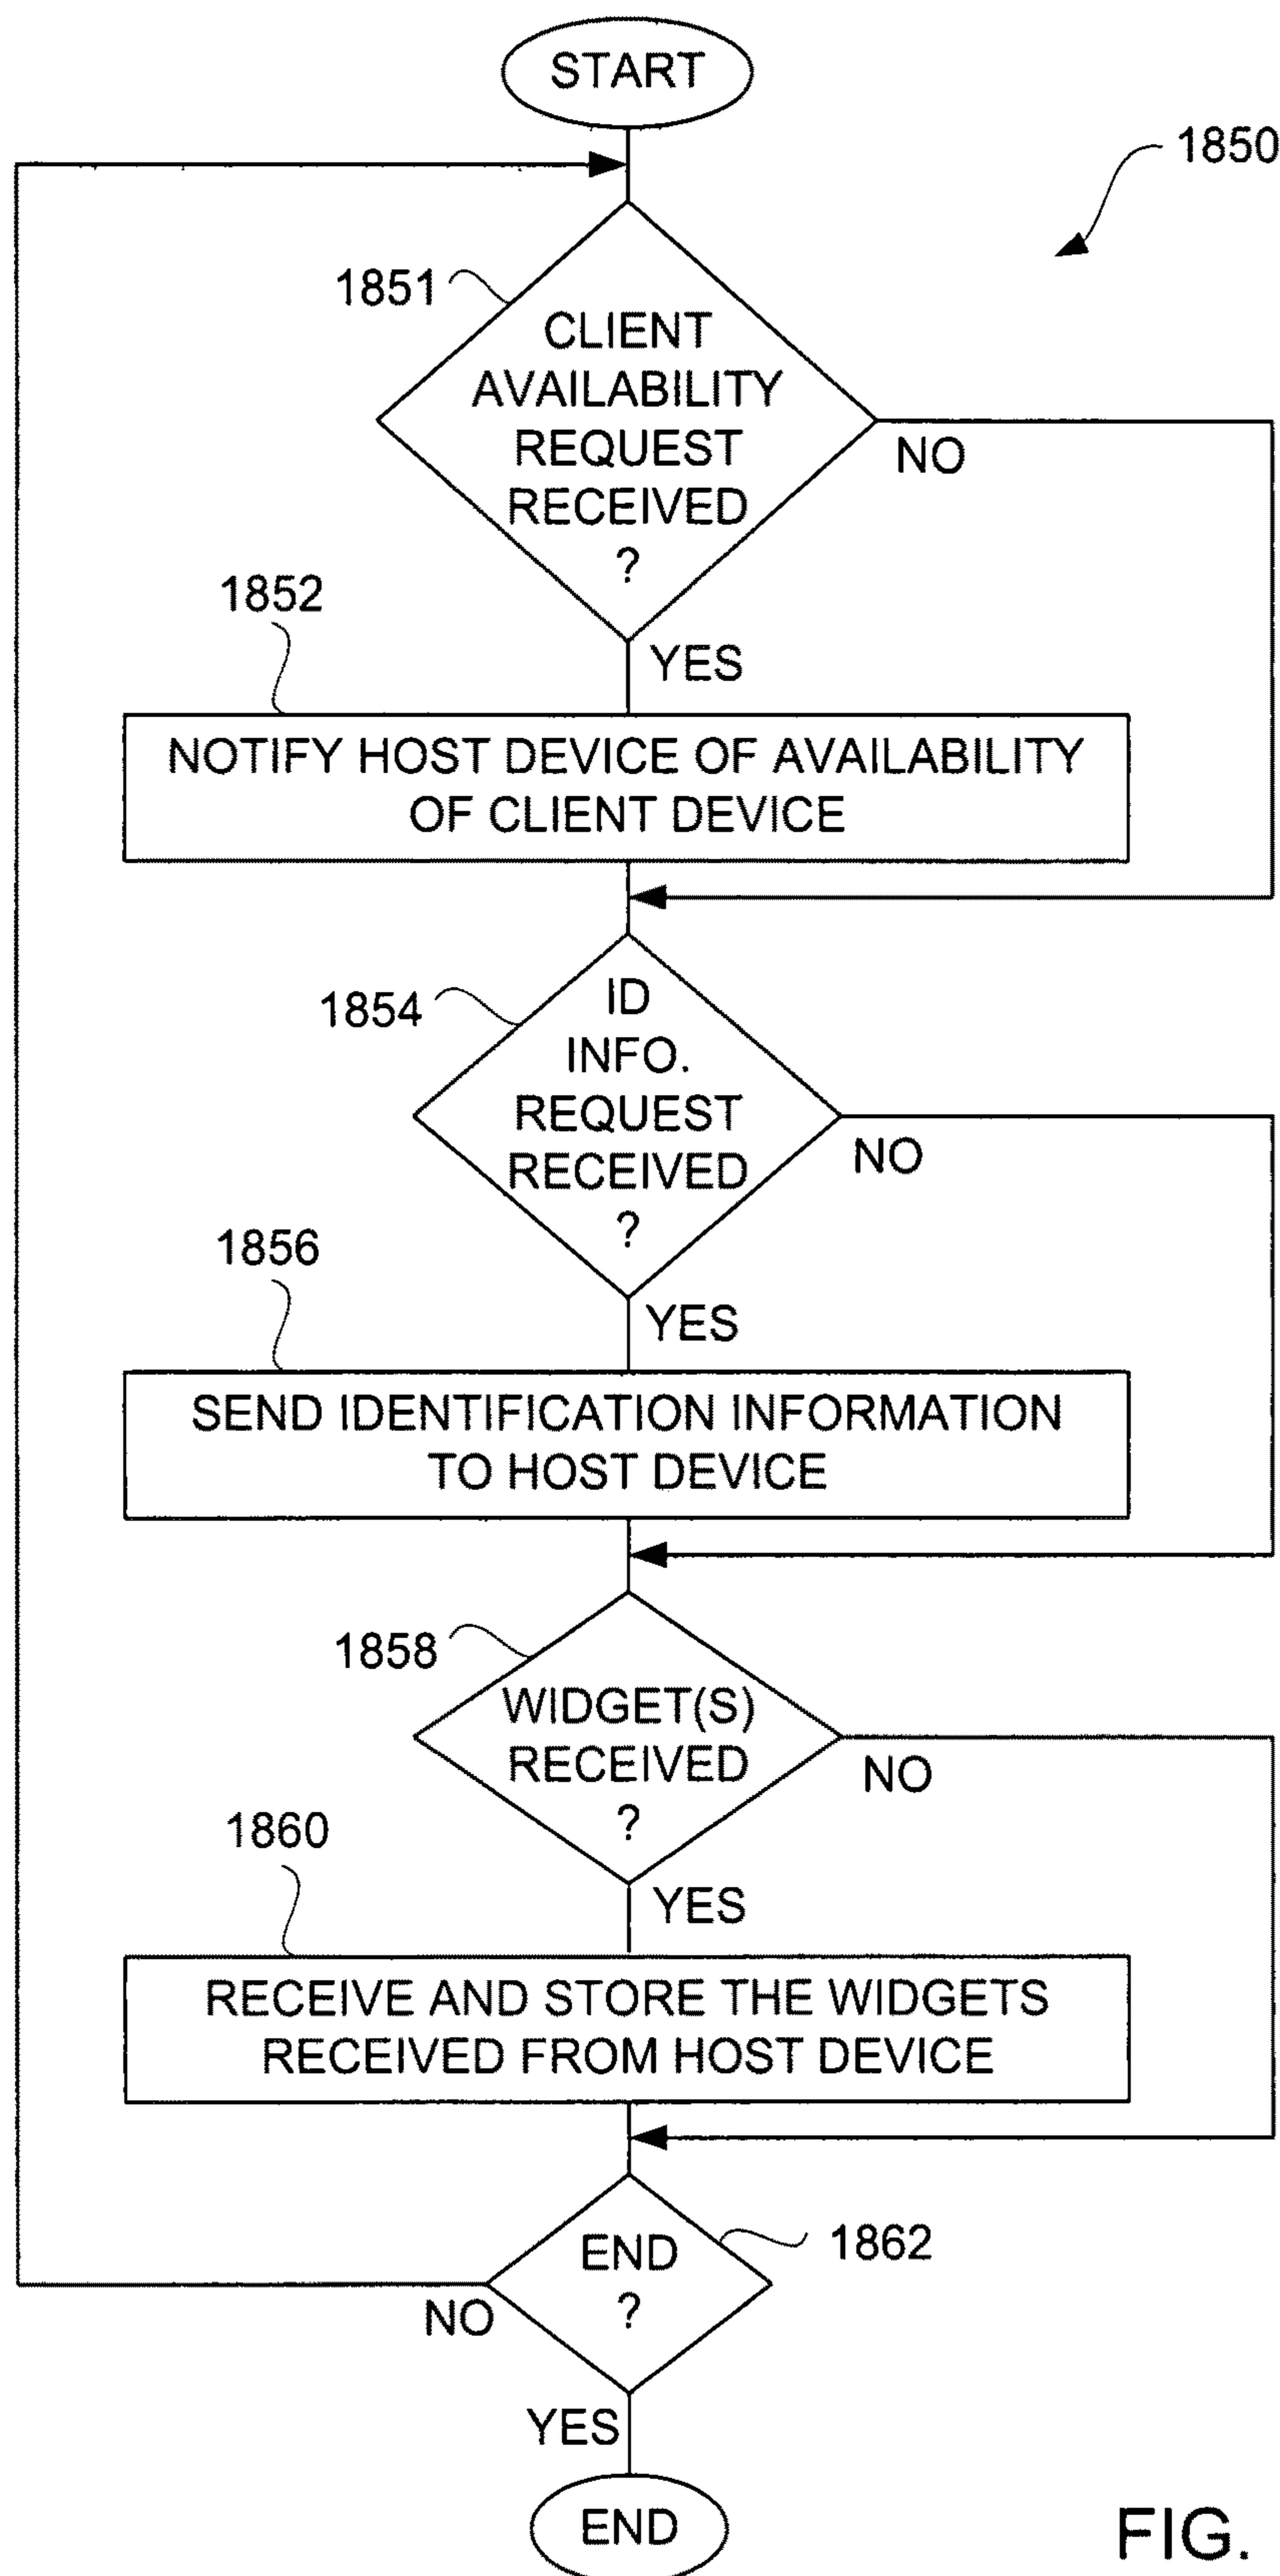 START
1850
1851
CLIENT
AVAILABILITY
REQUEST
RECEIVED
?
NO
1852
YES
NOTIFY HOST DEVICE OF AVAILABILITY
OF CLIENT DEVICE
1854
ID
INFO.
REQUEST
RECEIVED
?
NO
1856
YES
SEND IDENTIFICATION INFORMATION
TO HOST DEVICE
1858
WIDGET(S)
RECEIVED
?
NO
1860
YES
RECEIVE AND STORE THE WIDGETS
RECEIVED FROM HOST DEVICE
1862
END
?
NO
YES
END
FIG.